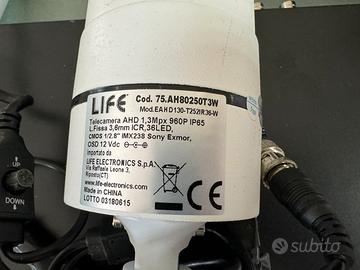 LIFE Cod. 75.AH80250T3W
Mod.EAHD130-T252IR36-W
Telecamera AHD 1,3Mpx 960P IP65
L.Fissa 3,6mm ICR,36LED,
CMOS 1/2.8" IMX238 Sony Exmor,
OSD 12 Vdc
Importato da
LIFE ELECTRONICS S.p.A.
Via Raffaele Leone 3,
Riposto(CT)
www.life-electronics.com
Made in CHINA
LOTTO 03180615
CE
UP
DOWN
subito